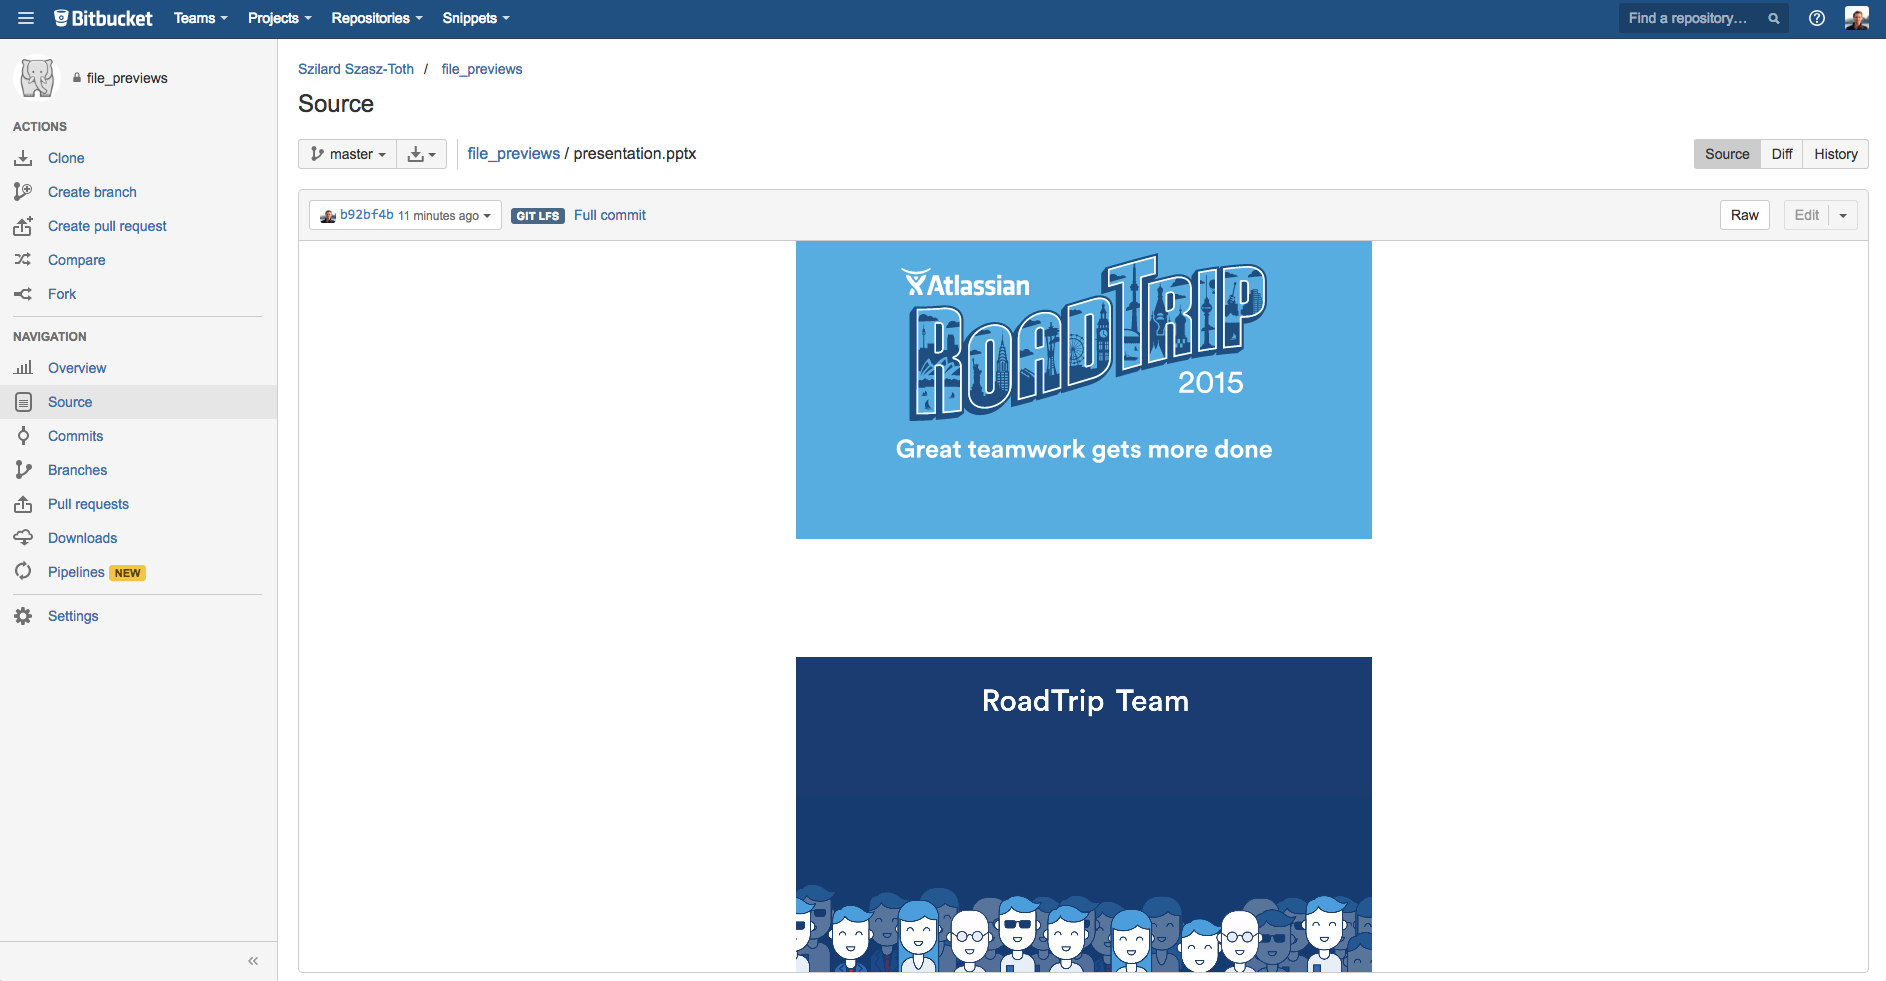 Bitbucket Teams Projects Repositories Snippets Find a repository...
file_previews
ACTIONS
Clone
Create branch
Create pull request
Compare
Fork
NAVIGATION
Overview
Source
Commits
Branches
Pull requests
Downloads
Pipelines NEW
Settings
Szilard Szasz-Toth / file_previews
Source
master file_previews / presentation.pptx Source Diff History
b92bf4b 11 minutes ago GIT LFS Full commit Raw Edit
Atlassian
ROADTRIP
2015
Great teamwork gets more done
RoadTrip Team